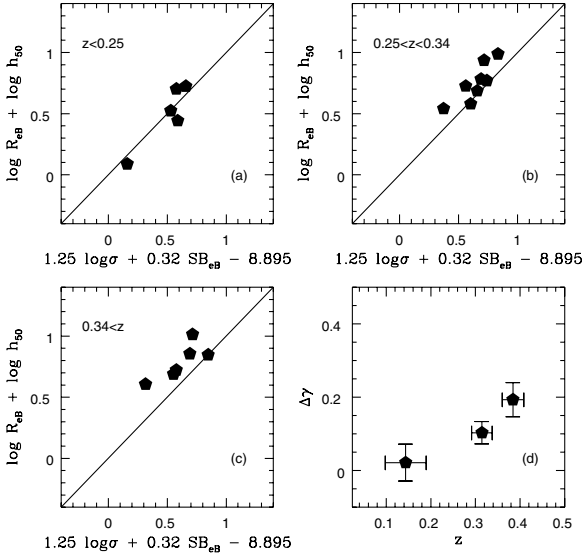 z<0.25
(a)
log R_eB + log h_50
1
0.5
0
0
0.5
1
1.25 logσ + 0.32 SB_eB − 8.895
0.25<z<0.34
(b)
log R_eB + log h_50
1
0.5
0
0
0.5
1
1.25 logσ + 0.32 SB_eB − 8.895
0.34<z
(c)
log R_eB + log h_50
1
0.5
0
0
0.5
1
1.25 logσ + 0.32 SB_eB − 8.895
(d)
Δγ
0.4
0.2
0
0.1
0.2
0.3
0.4
0.5
z